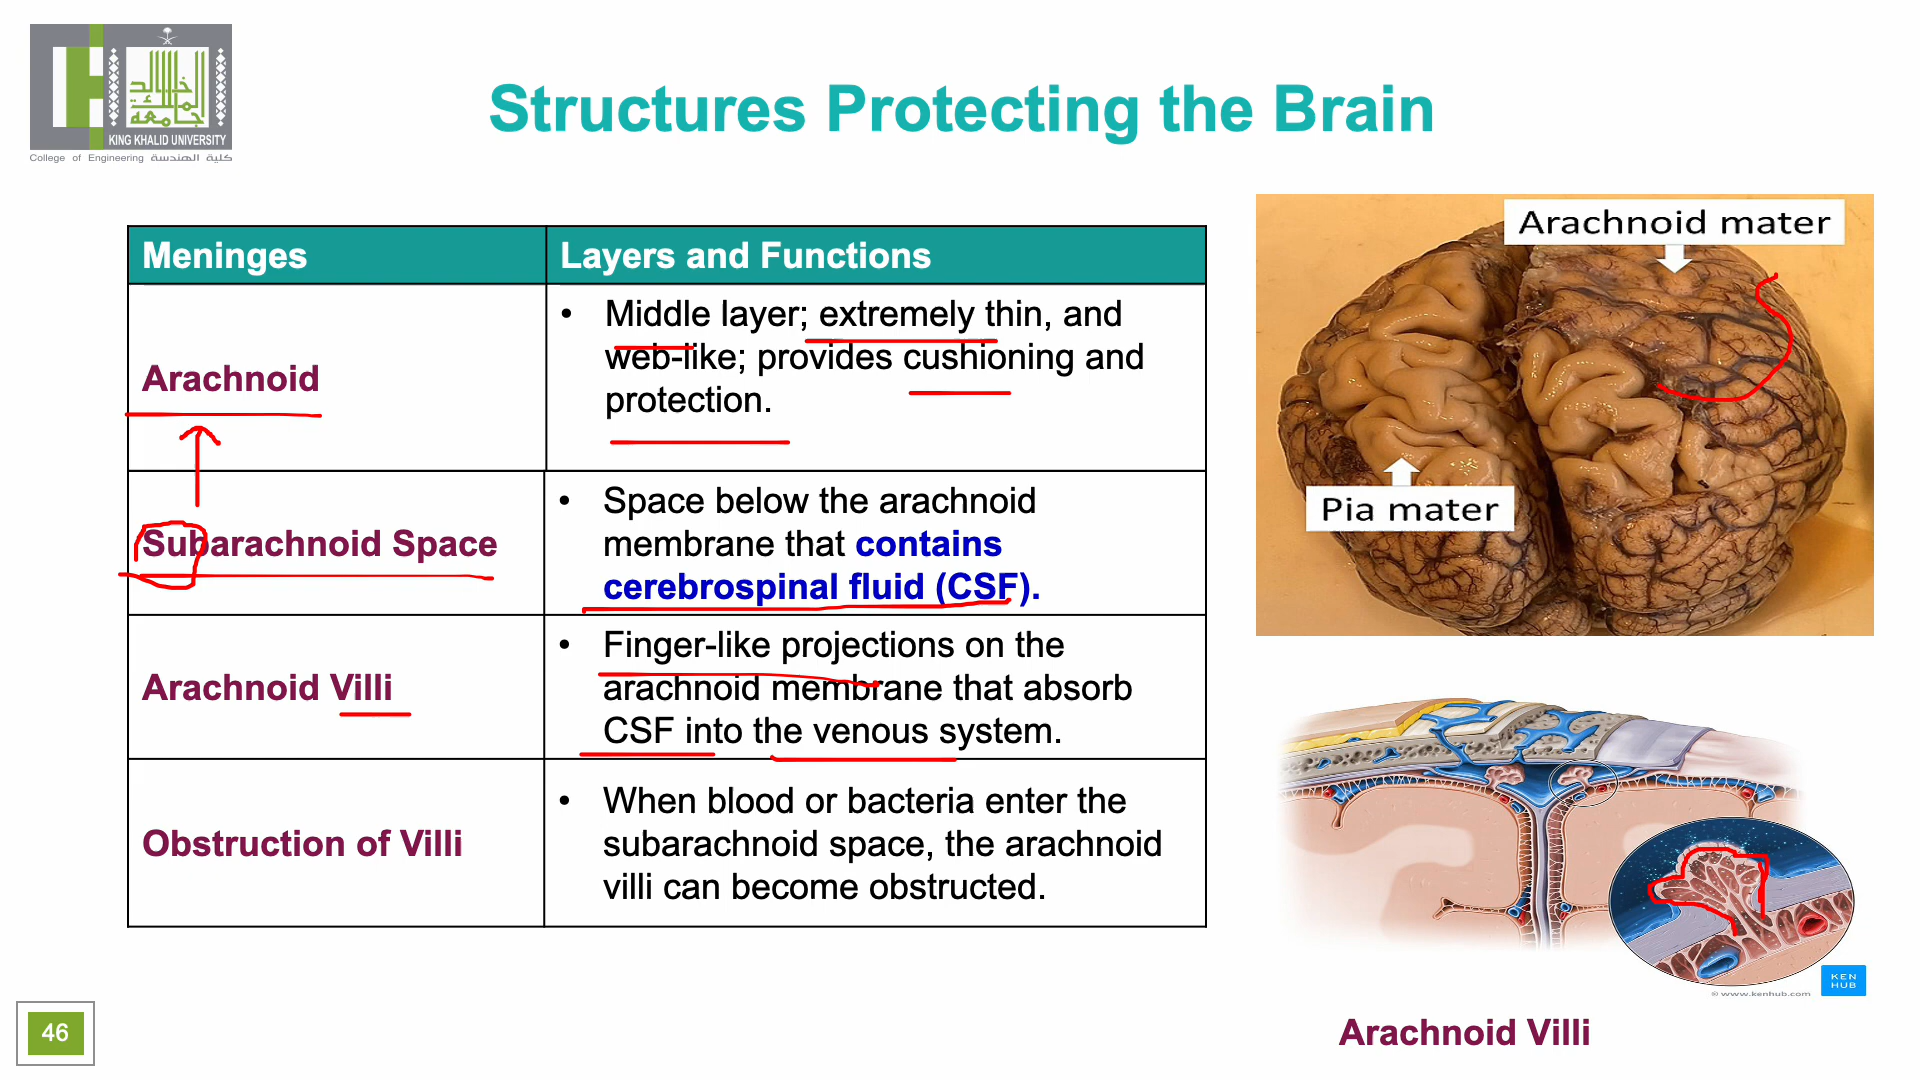 جامعة
الملك
خالد
KING KHALID UNIVERSITY
College of Engineering كلية الهندسة
Structures Protecting the Brain
Meninges
Layers and Functions
Arachnoid
• Middle layer; extremely thin, and
web-like; provides cushioning and
protection.
Subarachnoid Space
• Space below the arachnoid
membrane that contains
cerebrospinal fluid (CSF).
Arachnoid Villi
• Finger-like projections on the
arachnoid membrane that absorb
CSF into the venous system.
Obstruction of Villi
• When blood or bacteria enter the
subarachnoid space, the arachnoid
villi can become obstructed.
Arachnoid mater
Pia mater
KEN
HUB
© www.kenhub.com
Arachnoid Villi
46